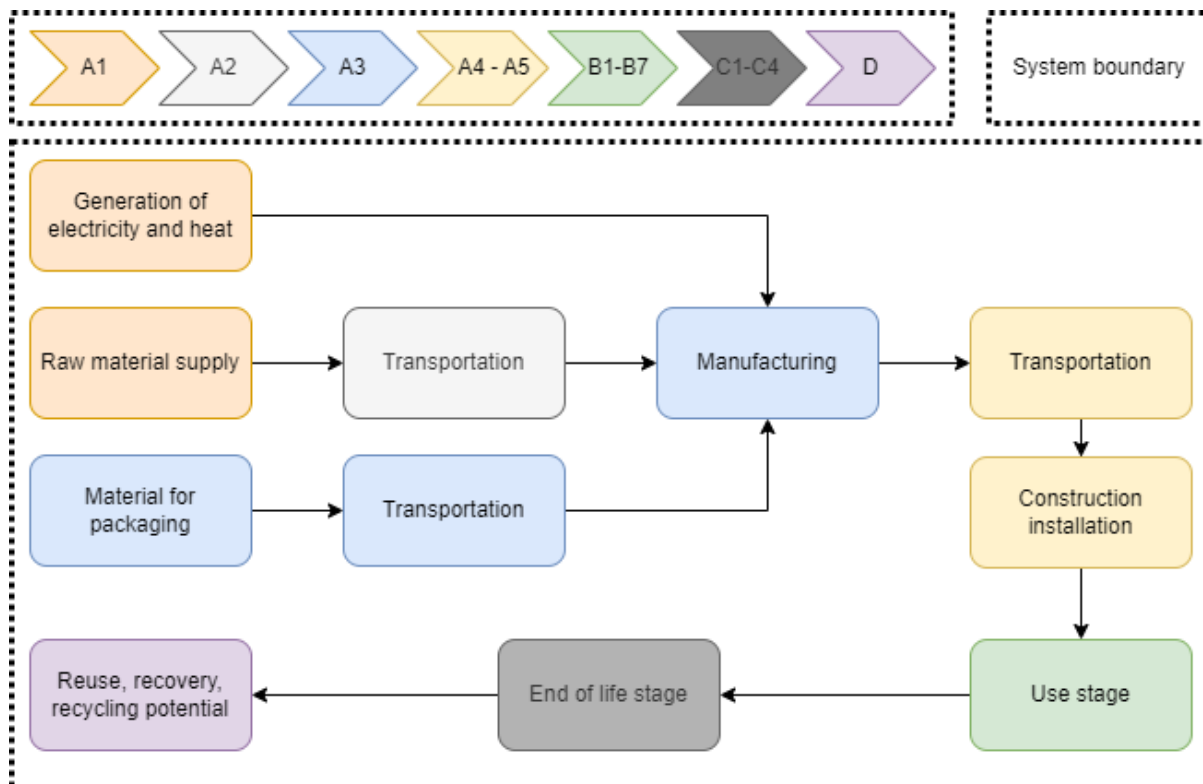 A1
A2
A3
A4 - A5
B1-B7
C1-C4
D
System boundary
Generation of
electricity and heat
Raw material supply
Transportation
Manufacturing
Transportation
Material for
packaging
Transportation
Construction
installation
Reuse, recovery,
recycling potential
End of life stage
Use stage